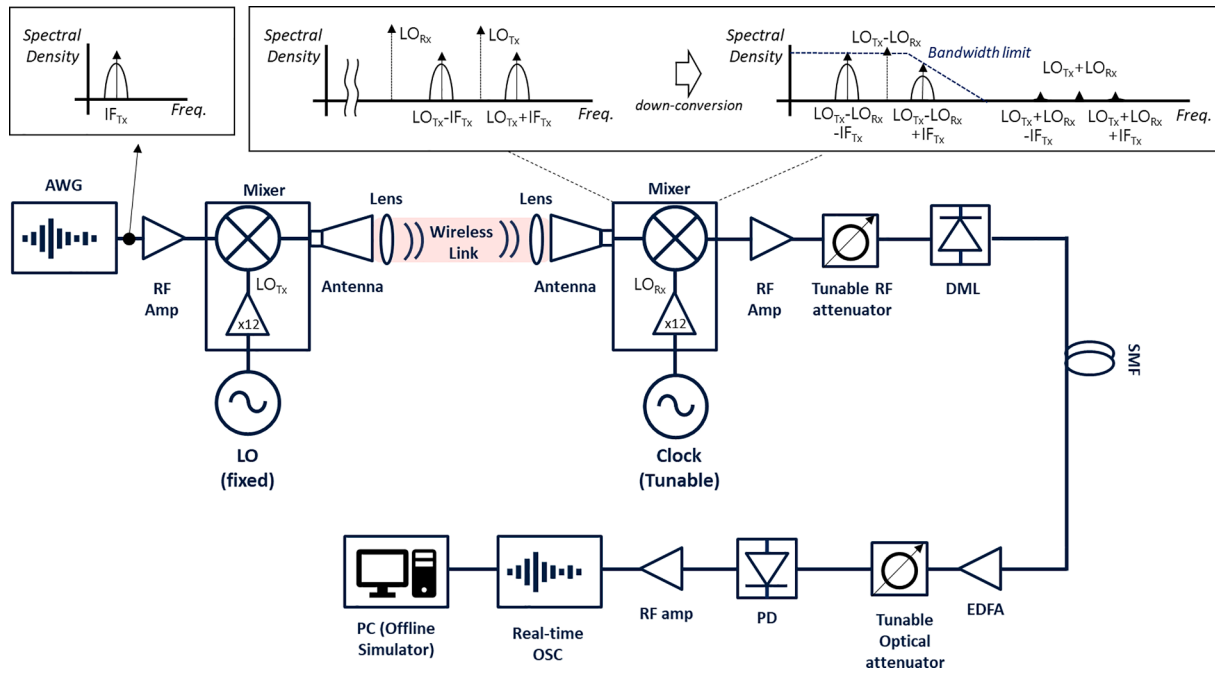 Spectral
Density
IF_Tx
Freq.
Spectral
Density
LO_Rx
LO_Tx
LO_Tx-IF_Tx
LO_Tx+IF_Tx
Freq.
down-conversion
Spectral
Density
LO_Tx-LO_Rx
Bandwidth limit
LO_Tx+LO_Rx
LO_Tx-LO_Rx
-IF_Tx
LO_Tx-LO_Rx
+IF_Tx
LO_Tx+LO_Rx
-IF_Tx
LO_Tx+LO_Rx
+IF_Tx
Freq.
AWG
RF
Amp
Mixer
LO_Tx
x12
LO
(fixed)
Lens
Antenna
Wireless
Link
Lens
Antenna
Mixer
LO_Rx
x12
Clock
(Tunable)
RF
Amp
Tunable RF
attenuator
DML
SMF
PC (Offline
Simulator)
Real-time
OSC
RF amp
PD
Tunable
Optical
attenuator
EDFA